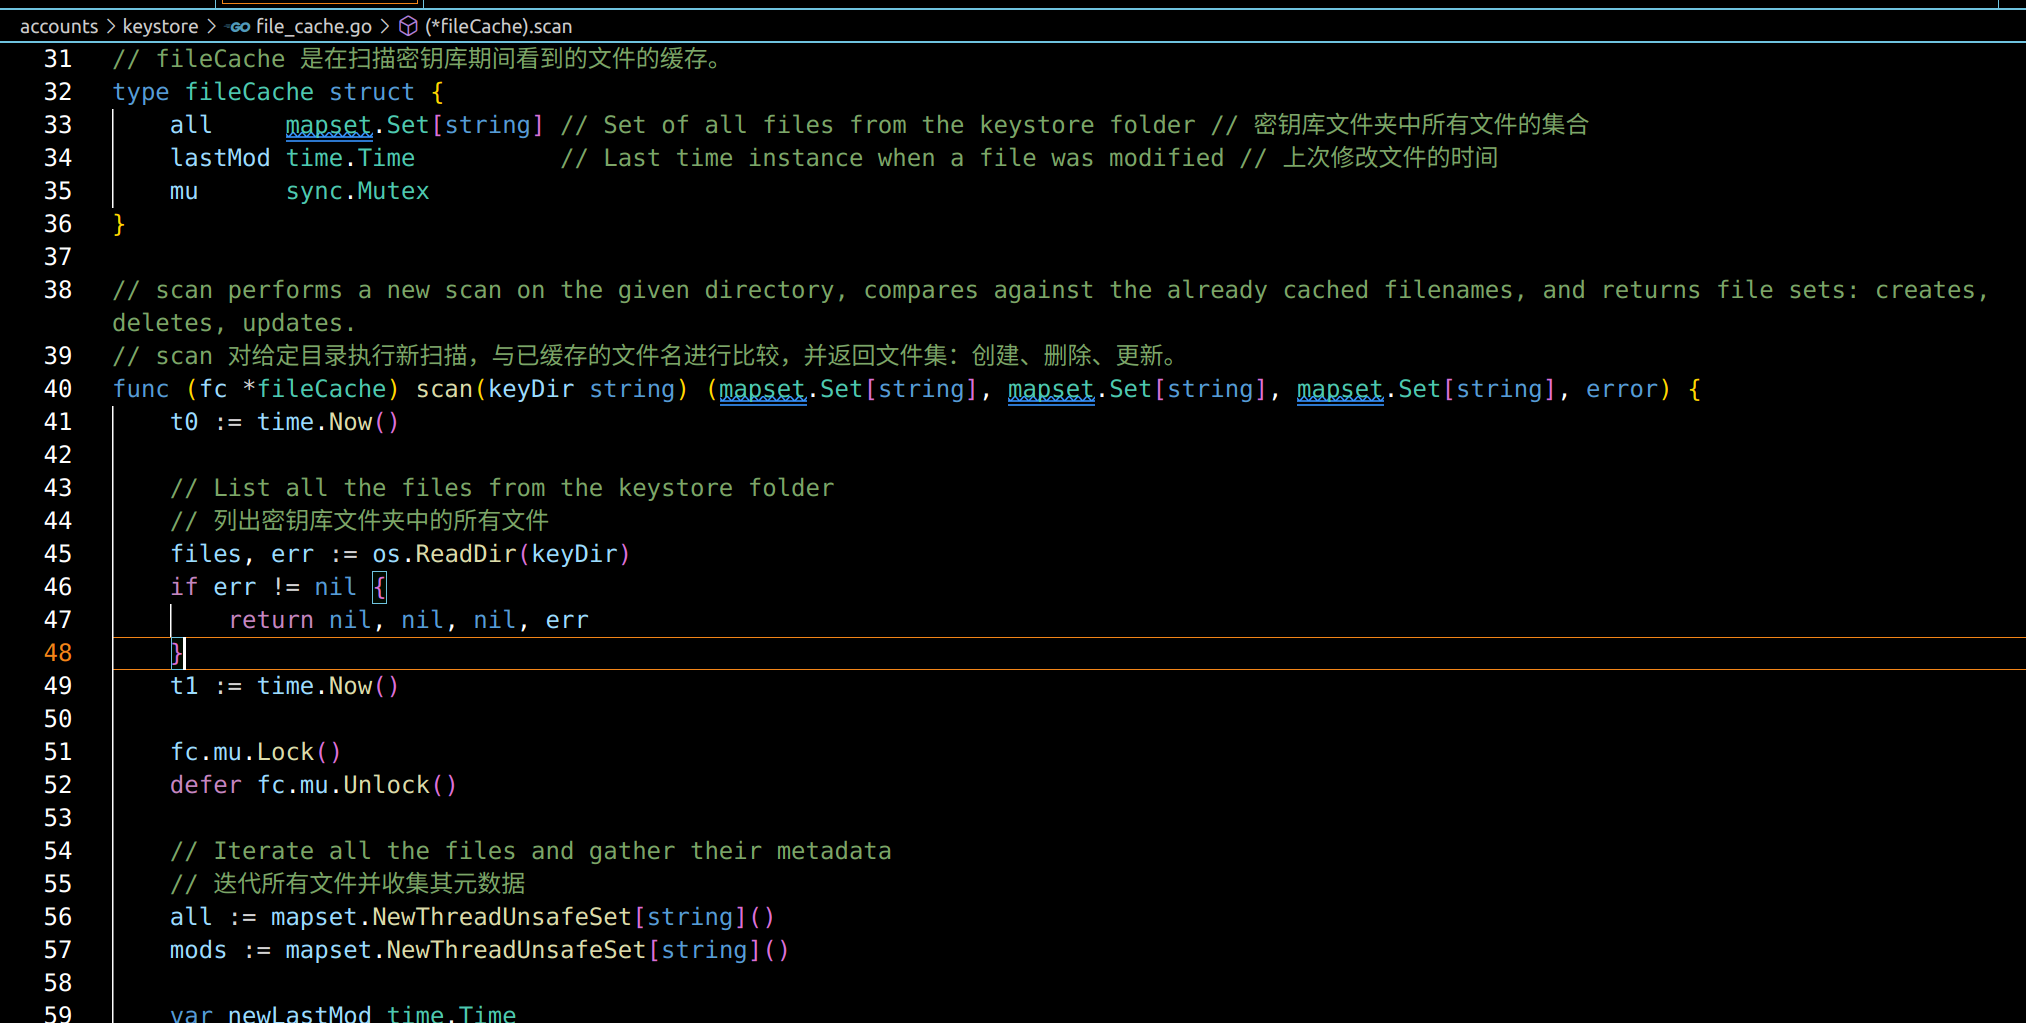 accounts > keystore > GO file_cache.go > (*fileCache).scan
31 // fileCache 是在扫描密钥库期间看到的文件的缓存。
32 type fileCache struct {
33 all mapset.Set[string] // Set of all files from the keystore folder // 密钥库文件夹中所有文件的集合
34 lastMod time.Time // Last time instance when a file was modified // 上次修改文件的时间
35 mu sync.Mutex
36 }
37
38 // scan performs a new scan on the given directory, compares against the already cached filenames, and returns file sets: creates,
deletes, updates.
39 // scan 对给定目录执行新扫描，与已缓存的文件名进行比较，并返回文件集：创建、删除、更新。
40 func (fc *fileCache) scan(keyDir string) (mapset.Set[string], mapset.Set[string], mapset.Set[string], error) {
41 t0 := time.Now()
42
43 // List all the files from the keystore folder
44 // 列出密钥库文件夹中的所有文件
45 files, err := os.ReadDir(keyDir)
46 if err != nil {
47 return nil, nil, nil, err
48 }
49 t1 := time.Now()
50
51 fc.mu.Lock()
52 defer fc.mu.Unlock()
53
54 // Iterate all the files and gather their metadata
55 // 迭代所有文件并收集其元数据
56 all := mapset.NewThreadUnsafeSet[string]()
57 mods := mapset.NewThreadUnsafeSet[string]()
58
59 var newLastMod time.Time